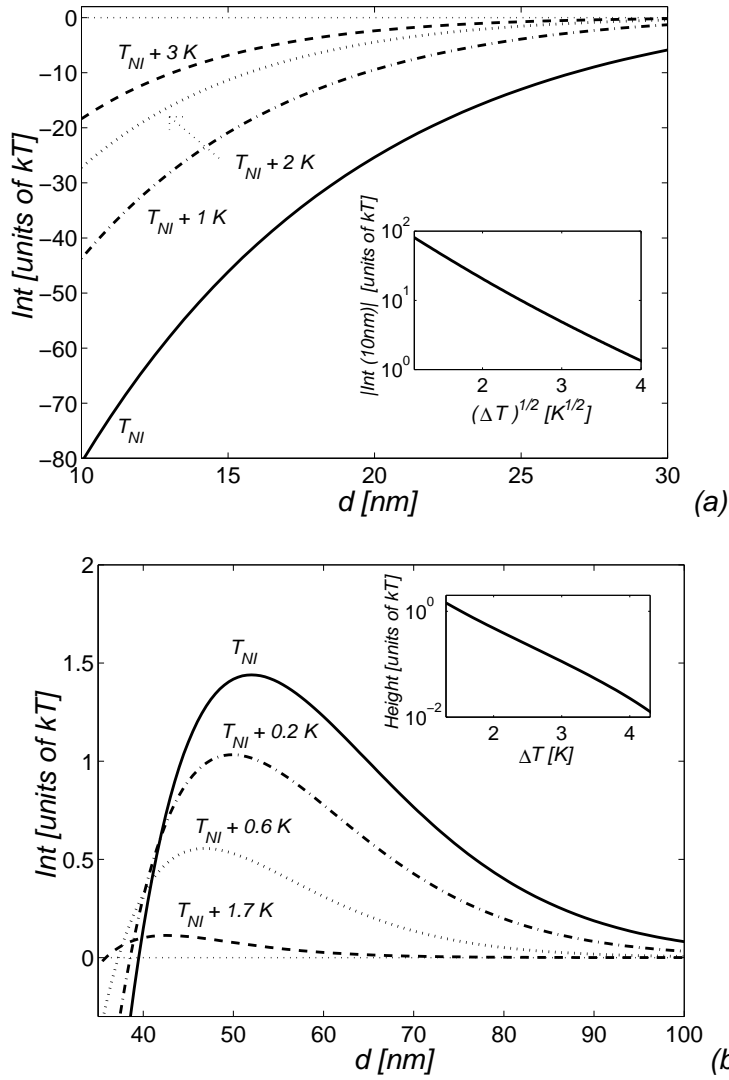 0
-10
-20
-30
-40
-50
-60
-70
-80
10
15
20
25
30
Int [units of kT]
d [nm]
T_NI + 3 K
T_NI + 2 K
T_NI + 1 K
T_NI
|Int (10nm)| [units of kT]
10^2
10^1
10^0
2
3
4
(ΔT)^1/2 [K^1/2]
(a)
2
1.5
1
0.5
0
40
50
60
70
80
90
100
Int [units of kT]
d [nm]
T_NI
T_NI + 0.2 K
T_NI + 0.6 K
T_NI + 1.7 K
Height [units of kT]
10^0
10^-2
2
3
4
ΔT [K]
(b